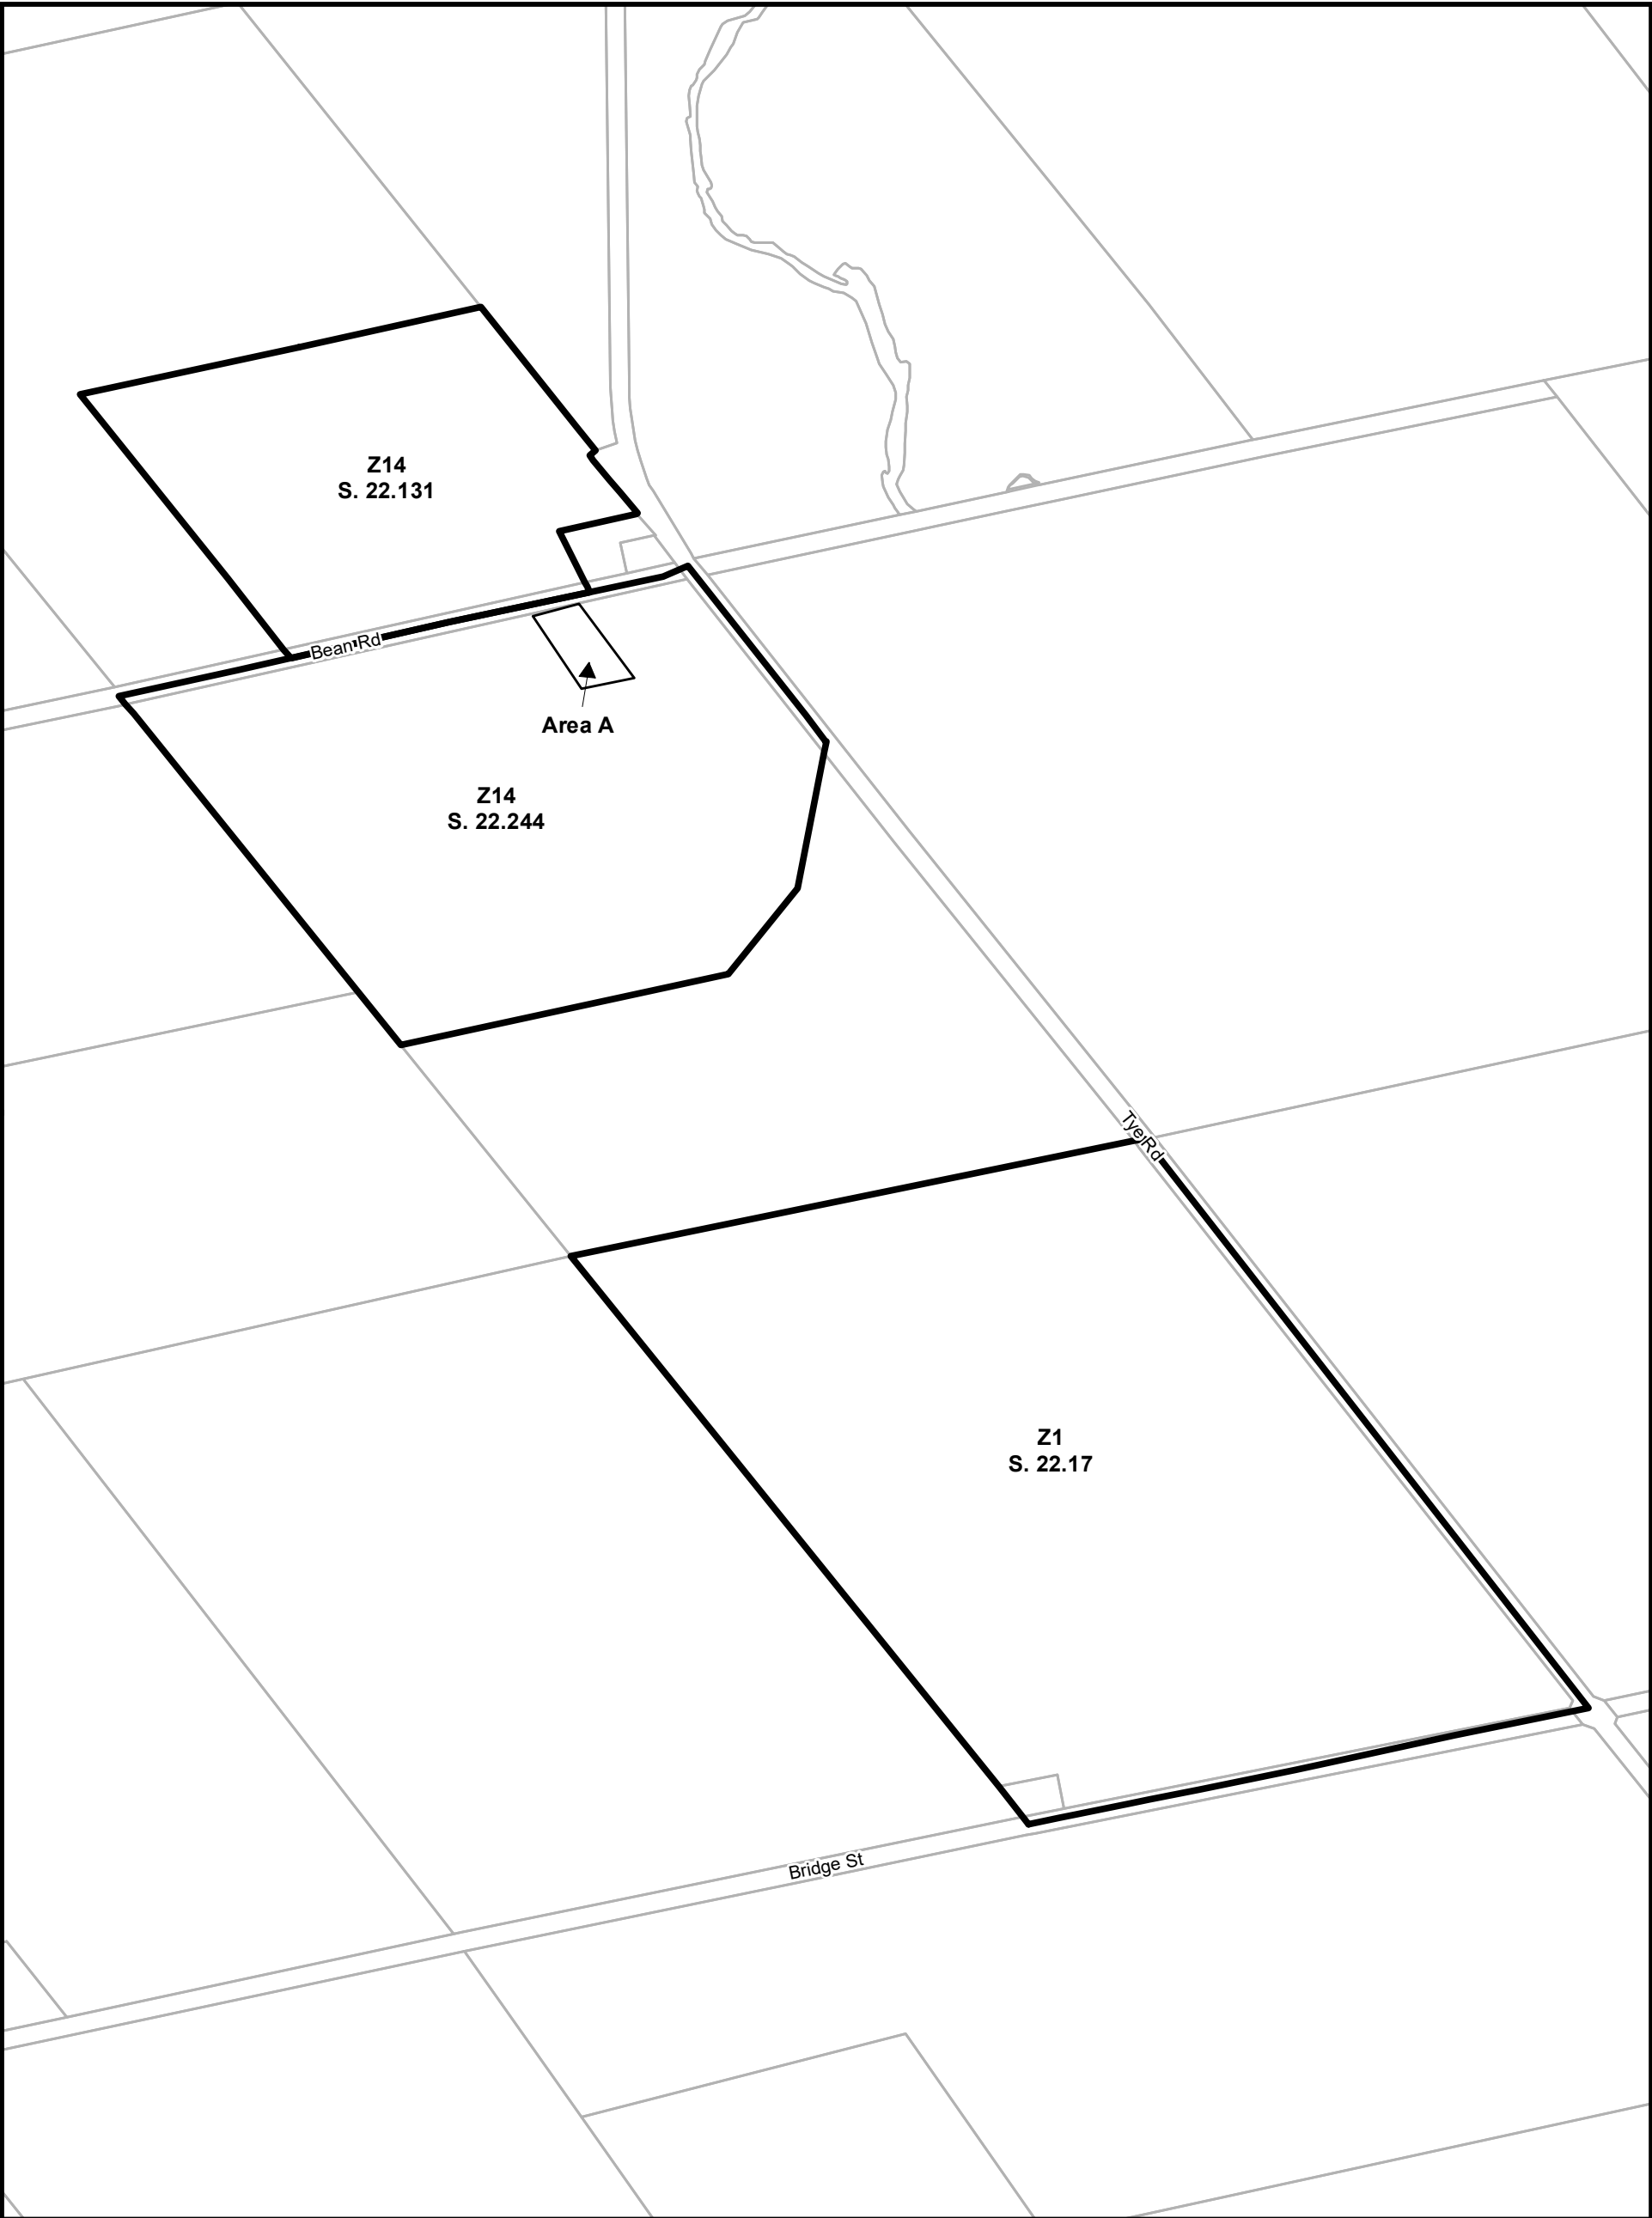 Z14
S. 22.131
Bean Rd
Area A
Z14
S. 22.244
Tye Rd
Z1
S. 22.17
Bridge St